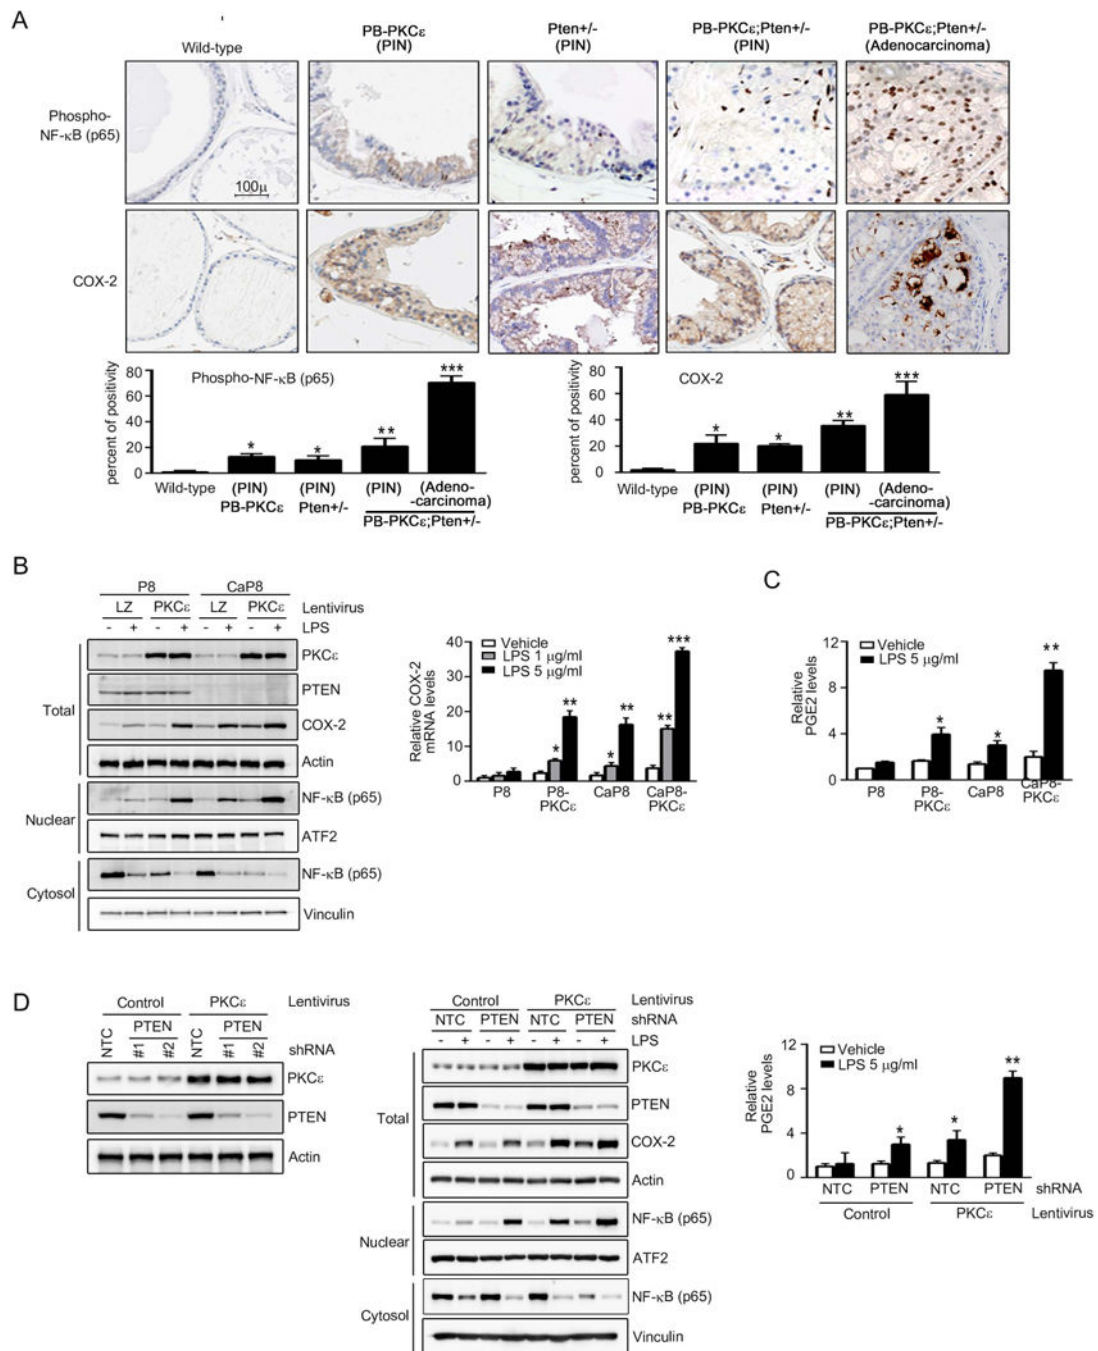 A
Wild-type
PB-PKCε
(PIN)
Pten+/-
(PIN)
PB-PKCε;Pten+/-
(PIN)
PB-PKCε;Pten+/-
(Adenocarcinoma)
Phospho-
NF-κB (p65)
100μ
COX-2
percent of positivity
80
60
40
20
0
Phospho-NF-κB (p65)
* * ** ***
Wild-type
(PIN)
PB-PKCε
(PIN)
Pten+/-
(PIN)
(Adeno-
-carcinoma)
PB-PKCε;Pten+/-
percent of positivity
80
60
40
20
0
COX-2
* * ** ***
Wild-type
(PIN)
PB-PKCε
(PIN)
Pten+/-
(PIN)
(Adeno-
-carcinoma)
PB-PKCε;Pten+/-
B
P8 CaP8
LZ PKCε LZ PKCε Lentivirus
- + - + - + - + LPS
Total
PKCε
PTEN
COX-2
Actin
Nuclear
NF-κB (p65)
ATF2
Cytosol
NF-κB (p65)
Vinculin
Relative COX-2
mRNA levels
40
30
20
10
0
Vehicle
LPS 1 μg/ml
LPS 5 μg/ml
* ** * ** ** ***
P8
P8-
PKCε
CaP8
CaP8-
PKCε
C
Relative
PGE2 levels
12
8
4
0
Vehicle
LPS 5 μg/ml
* * **
P8
P8-
PKCε
CaP8
CaP8-
PKCε
D
Control PKCε Lentivirus
NTC PTEN NTC PTEN
#1 #2 #1 #2 shRNA
PKCε
PTEN
Actin
Control PKCε Lentivirus
NTC PTEN NTC PTEN shRNA
- + - + - + - + LPS
Total
PKCε
PTEN
COX-2
Actin
Nuclear
NF-κB (p65)
ATF2
Cytosol
NF-κB (p65)
Vinculin
Relative
PGE2 levels
12
8
4
0
Vehicle
LPS 5 μg/ml
* * **
NTC PTEN NTC PTEN shRNA
Control PKCε Lentivirus